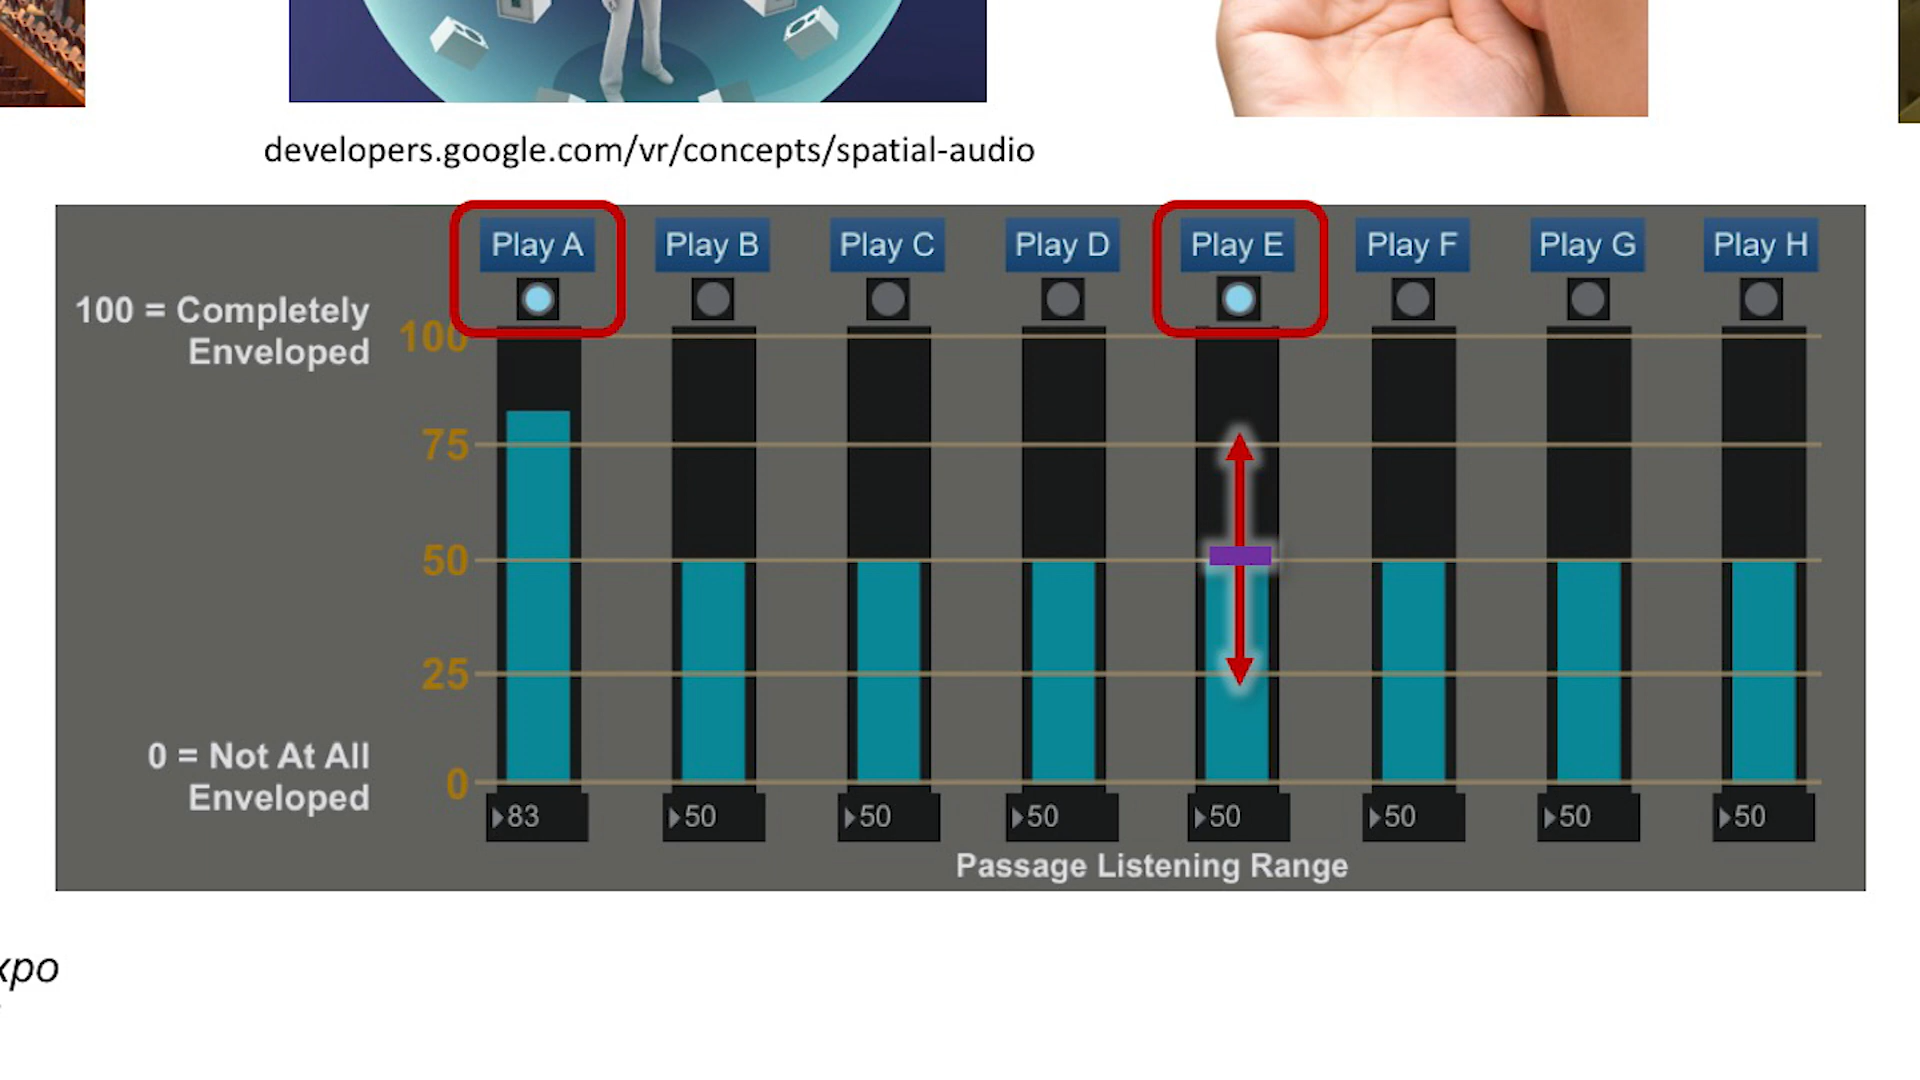 developers.google.com/vr/concepts/spatial-audio
Play A Play B Play C Play D Play E Play F Play G Play H
100 = Completely
Enveloped
100
75
50
25
0 = Not At All
Enveloped
0
83 50 50 50 50 50 50 50
Passage Listening Range
xpo